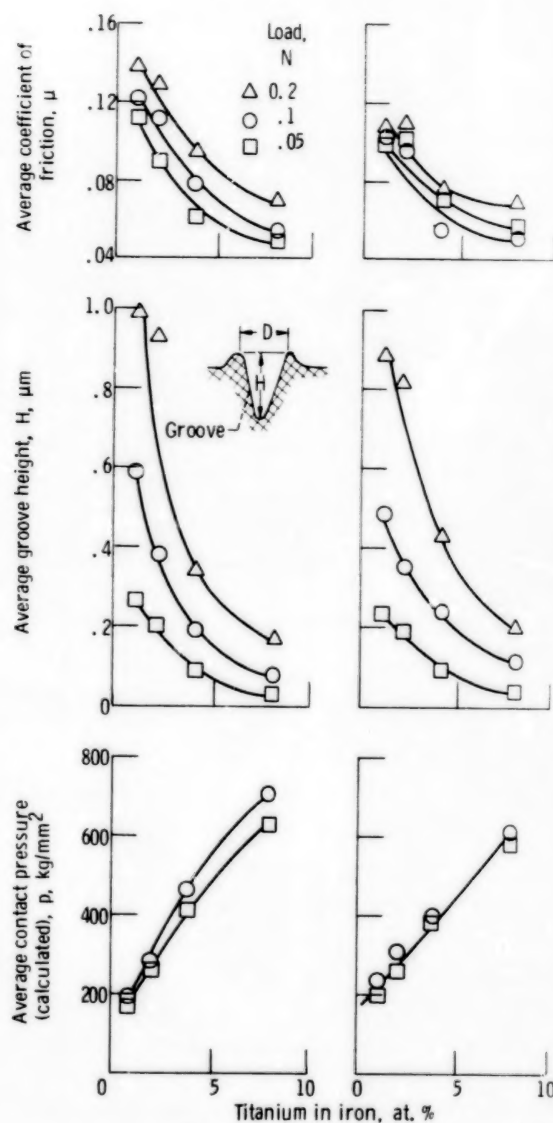 Average coefficient of
friction, μ
.16
.12
.08
.04
Load,
N
0.2
.1
.05
Average groove height, H, μm
1.0
.8
.6
.4
.2
0
D
H
Groove
Average contact pressure
(calculated), p, kg/mm²
800
600
400
200
0
5
10
0
5
10
Titanium in iron, at. %